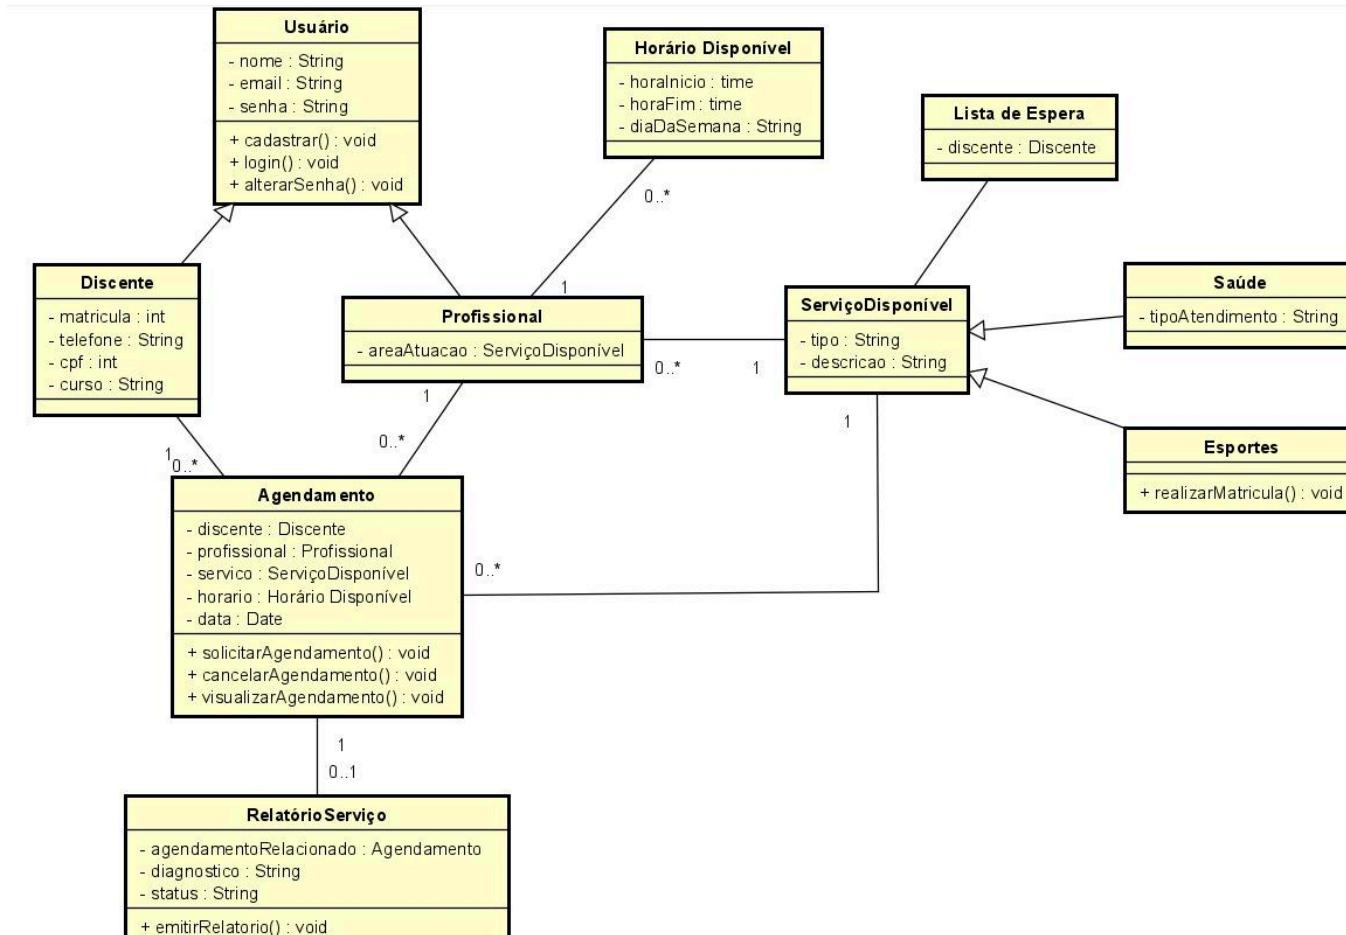 Usuário
- nome : String
- email : String
- senha : String
+ cadastrar() : void
+ login() : void
+ alterarSenha() : void
Horário Disponível
- horaInicio : time
- horaFim : time
- diaDaSemana : String
Lista de Espera
- discente : Discente
0..*
1
Discente
- matricula : int
- telefone : String
- cpf : int
- curso : String
Profissional
- areaAtuacao : ServiçoDisponível
0..*
1
ServiçoDisponível
- tipo : String
- descricao : String
Saúde
- tipoAtendimento : String
Esportes
+ realizarMatricula() : void
1
0..*
1
0..*
1
0..*
Agendamento
- discente : Discente
- profissional : Profissional
- servico : ServiçoDisponível
- horario : Horário Disponível
- data : Date
+ solicitarAgendamento() : void
+ cancelarAgendamento() : void
+ visualizarAgendamento() : void
1
0..1
RelatórioServiço
- agendamentoRelacionado : Agendamento
- diagnostico : String
- status : String
+ emitirRelatorio() : void